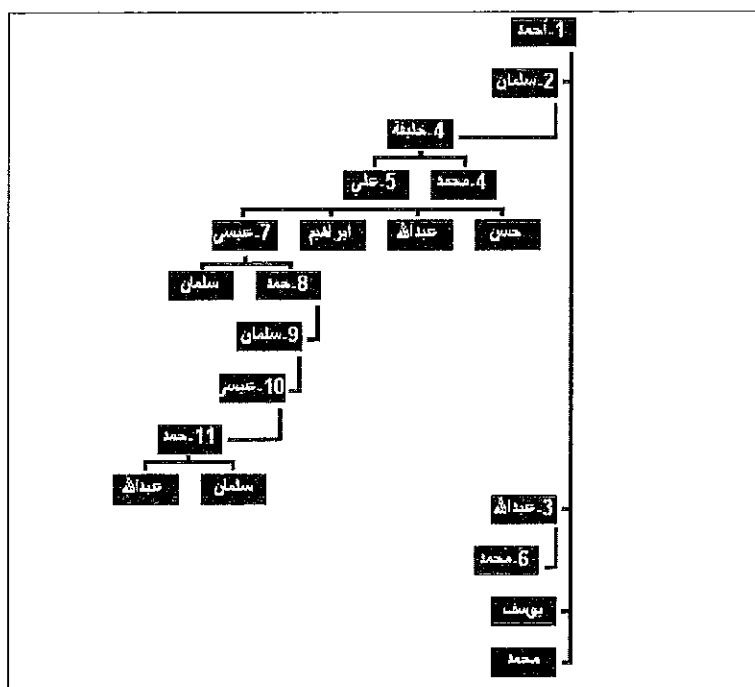 1-أحمد
2-سلمان
4-خليفة
4-محمد 5-علي
حسن عبدالله ابراهيم 7-عيسى
8-حمد سلمان
9-سلمان
10-عيسى
11-حمد
سلمان عبدالله
3-عبدالله
6-محمد
يوسف
محمد